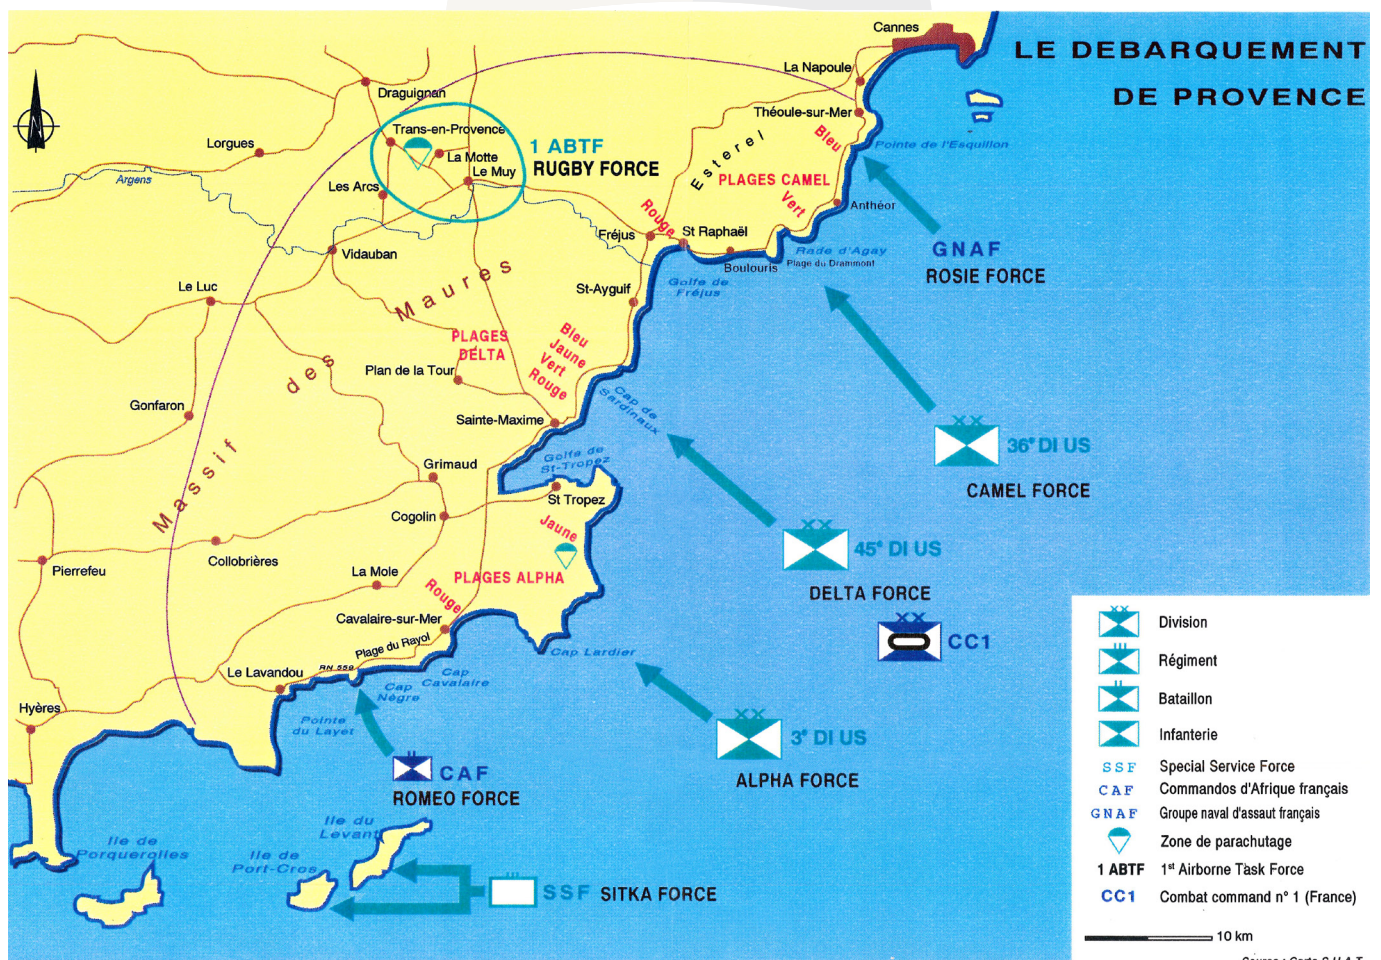 LE DEBARQUEMENT
DE PROVENCE
Cannes
La Napoule
Théoule-sur-Mer
Pointe de l'Esquillon
Bleu
Esterel
PLAGES CAMEL
Vert
Anthéor
Rouge
St Raphaël
Fréjus
Boulouris
Rade d'Agay
Plage du Drammont
Golfe de
Fréjus
GNAF
ROSIE FORCE
Draguignan
Trans-en-Provence
La Motte
Le Muy
Les Arcs
Lorgues
Argens
1 ABTF
RUGBY FORCE
Vidauban
Le Luc
St-Ayguif
Massif des Maures
PLAGES
DELTA
Bleu
Jaune
Vert
Rouge
Plan de la Tour
Gonfaron
Sainte-Maxime
Cap de
Sardinaux
36e DI US
CAMEL FORCE
Grimaud
Golfe de
St-Tropez
St Tropez
Cogolin
Jaune
Collobrières
Pierrefeu
La Mole
PLAGES ALPHA
Rouge
45e DI US
DELTA FORCE
CC1
Cavalaire-sur-Mer
Plage du Rayol
RN 559
Le Lavandou
Cap Lardier
Cap
Cavalaire
Cap
Nègre
Pointe
du Layet
Hyères
3e DI US
ALPHA FORCE
CAF
ROMEO FORCE
Ile du
Levant
Ile de
Porquerolles
Ile de
Port-Cros
SSF SITKA FORCE
Division
Régiment
Bataillon
Infanterie
SSF Special Service Force
CAF Commandos d'Afrique français
GNAF Groupe naval d'assaut français
Zone de parachutage
1 ABTF 1st Airborne Task Force
CC1 Combat command n° 1 (France)
10 km